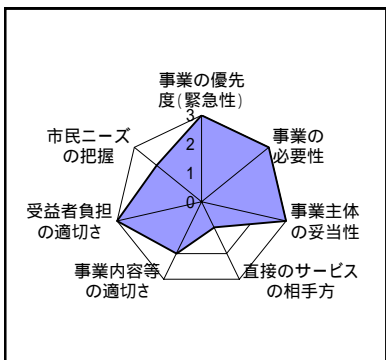 事業の優先
度(緊急性)
3
2
1
0
事業の
必要性
事業主体
の妥当性
直接のサービス
の相手方
事業内容等
の適切さ
受益者負担
の適切さ
市民ニーズ
の把握